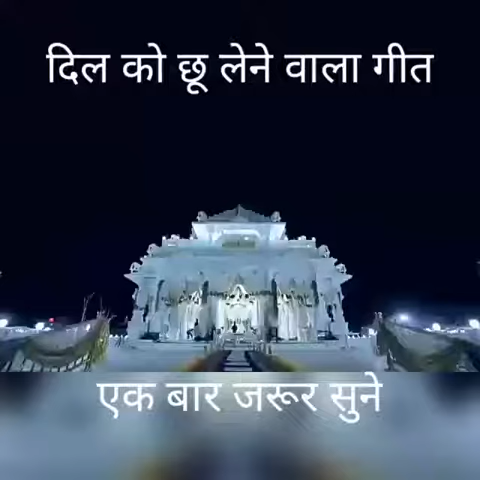 दिल को छू लेने वाला गीत
एक बार जरूर सुने